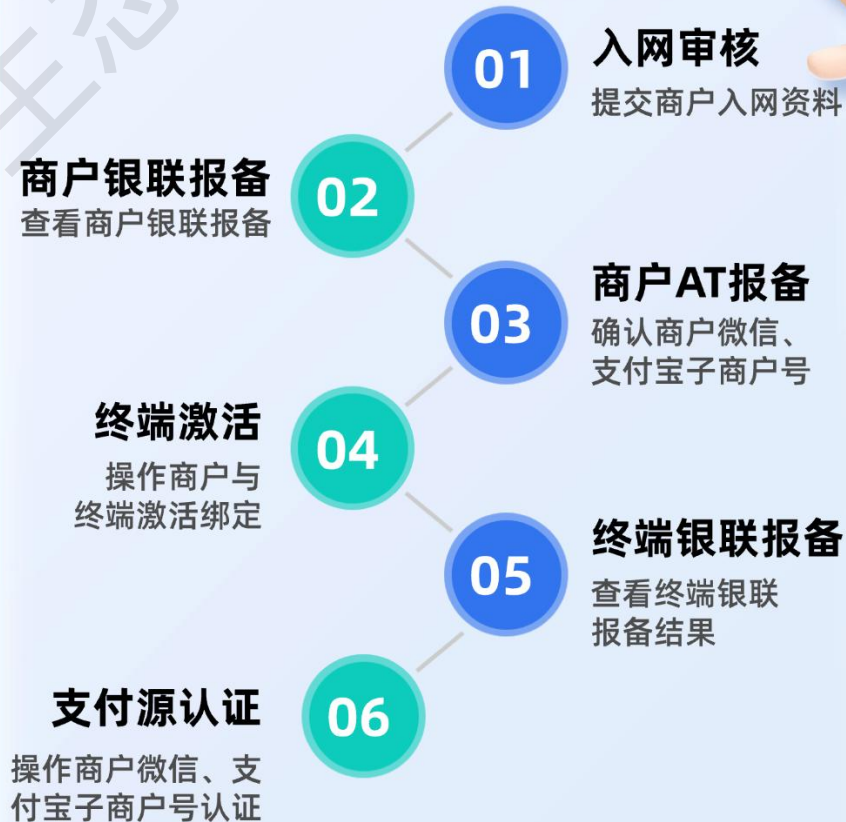 01
入网审核
提交商户入网资料
商户银联报备
查看商户银联报备
02
03
商户AT报备
确认商户微信、
支付宝子商户号
终端激活
操作商户与
终端激活绑定
04
05
终端银联报备
查看终端银联
报备结果
支付源认证
操作商户微信、支
付宝子商户号认证
06